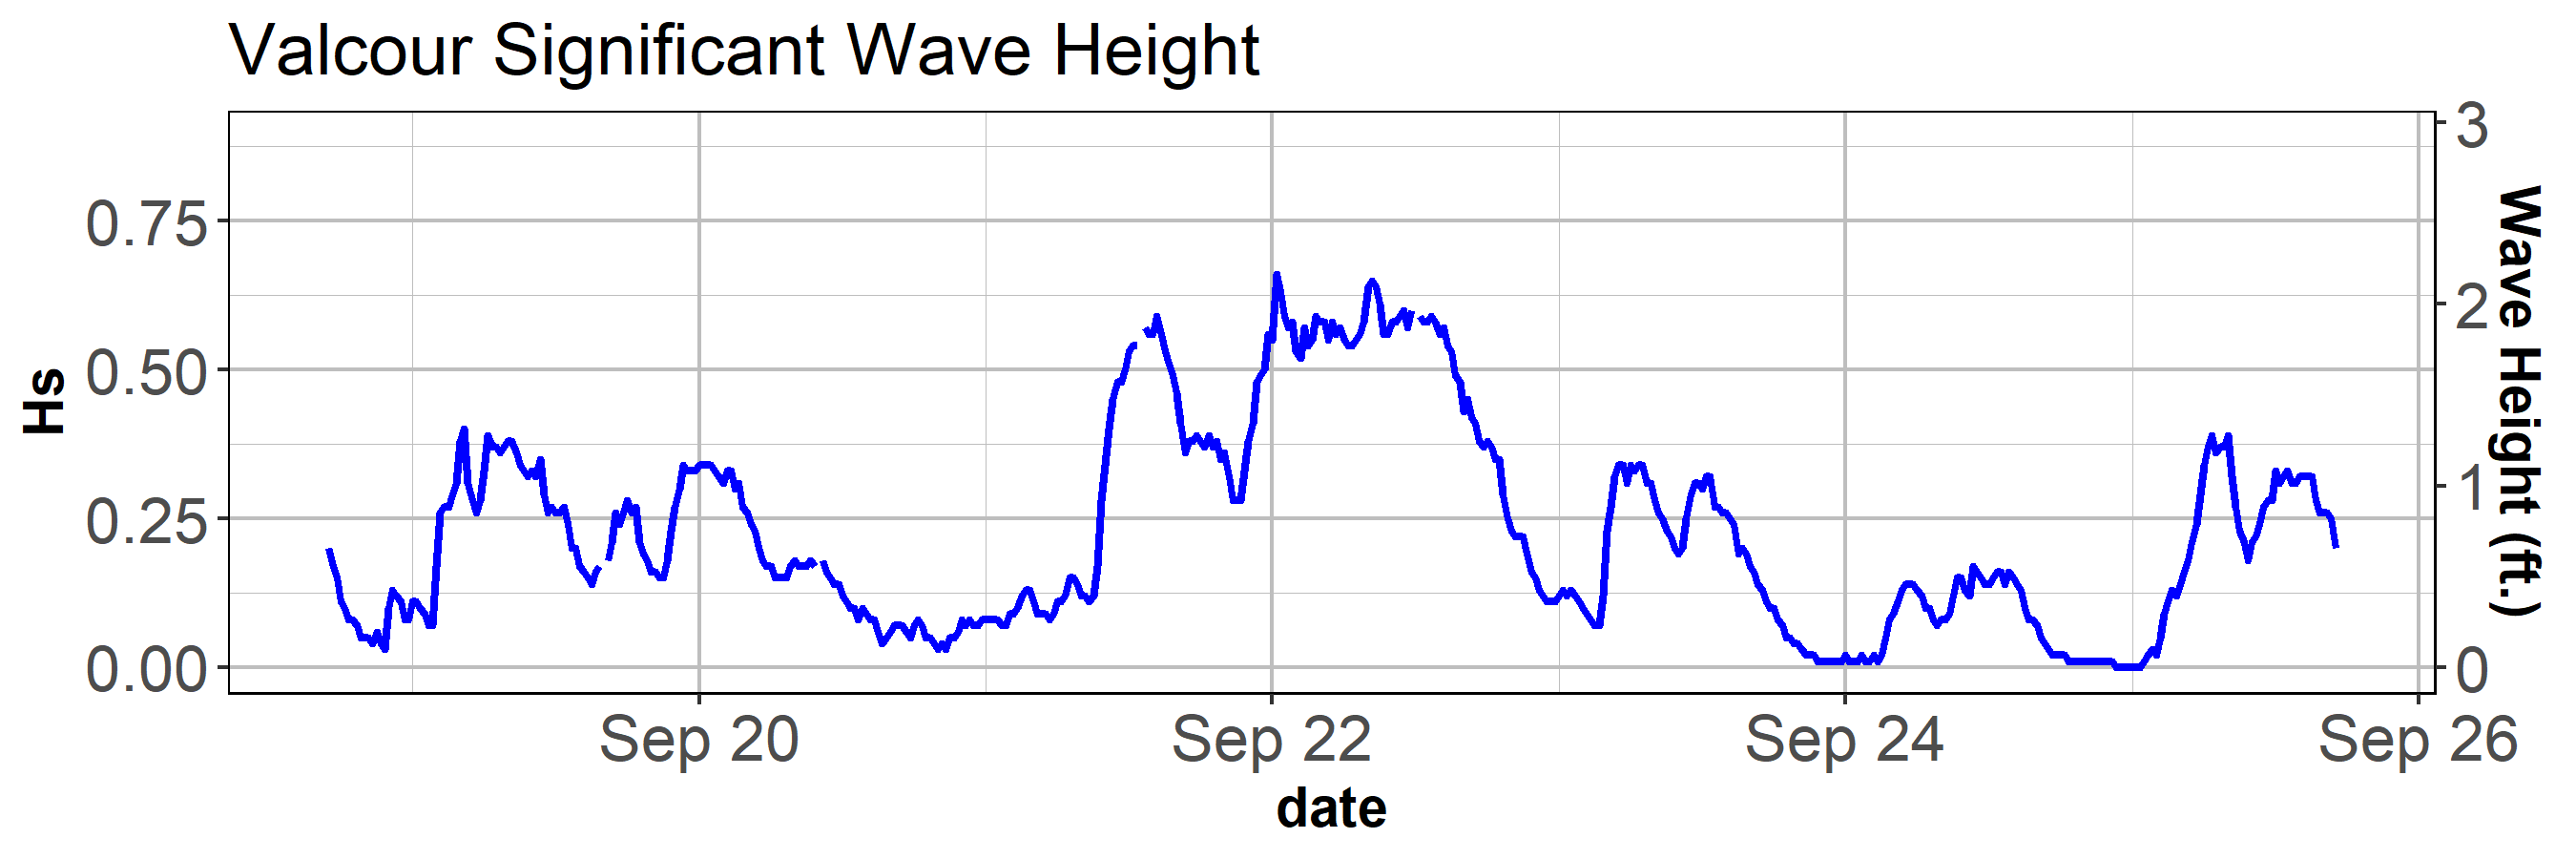 Valcour Significant Wave Height
Hs
0.75
0.50
0.25
0.00
3
2
1
0
Wave Height (ft.)
Sep 20
Sep 22
Sep 24
Sep 26
date